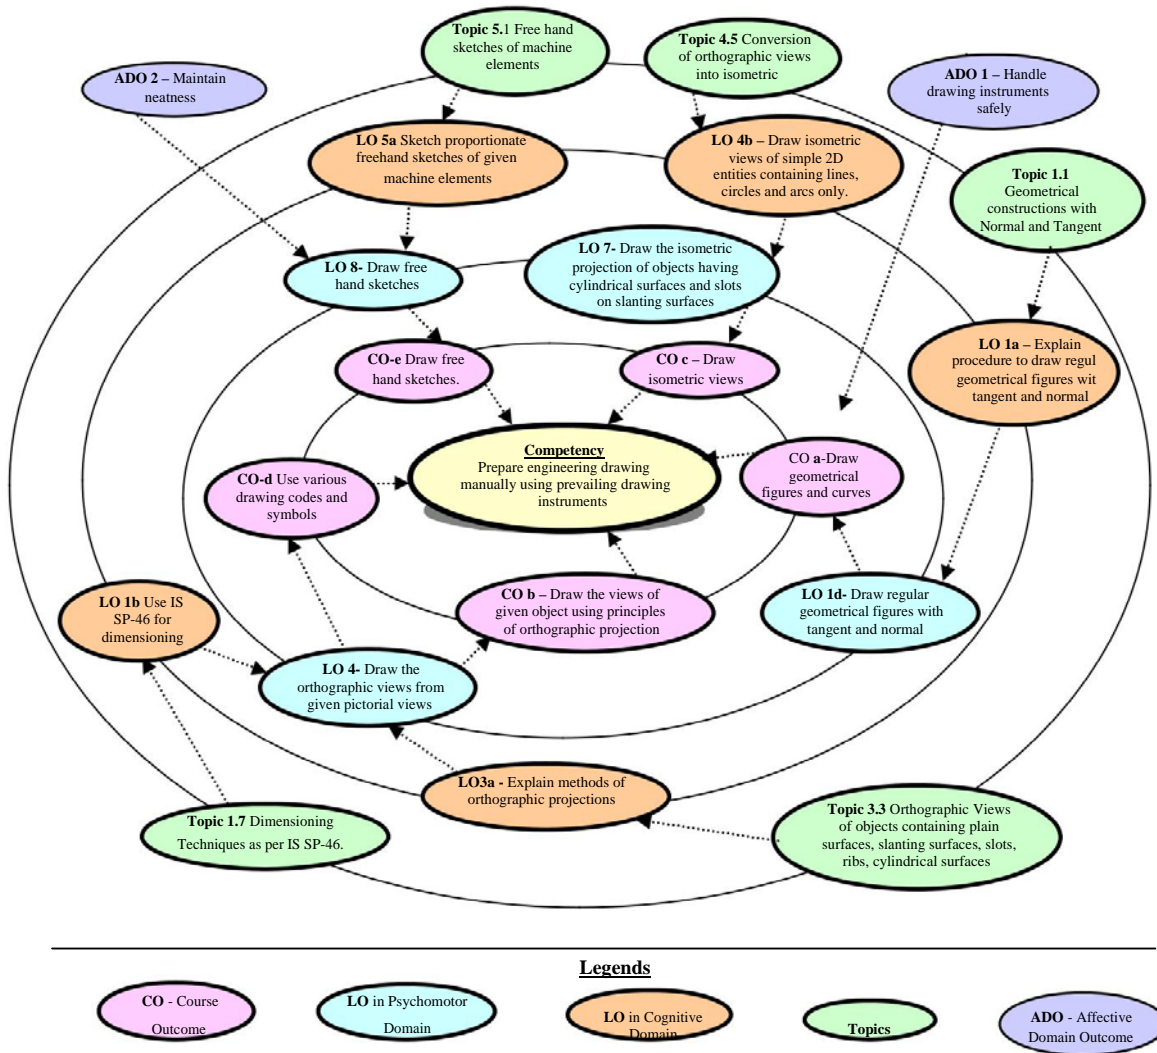 Topic 5.1 Free hand
sketches of machine
elements
Topic 4.5 Conversion
of orthographic views
into isometric
ADO 2 – Maintain
neatness
ADO 1 – Handle
drawing instruments
safely
LO 5a Sketch proportionate
freehand sketches of given
machine elements
LO 4b – Draw isometric
views of simple 2D
entities containing lines,
circles and arcs only.
Topic 1.1
Geometrical
constructions with
Normal and Tangent
LO 8- Draw free
hand sketches
LO 7- Draw the isometric
projection of objects having
cylindrical surfaces and slots
on slanting surfaces
LO 1a – Explain
procedure to draw regul
geometrical figures wit
tangent and normal
CO-e Draw free
hand sketches.
CO c – Draw
isometric views
Competency
Prepare engineering drawing
manually using prevailing drawing
instruments
CO-d Use various
drawing codes and
symbols
CO a-Draw
geometrical
figures and curves
LO 1b Use IS
SP-46 for
dimensioning
CO b – Draw the views of
given object using principles
of orthographic projection
LO 1d- Draw regular
geometrical figures with
tangent and normal
LO 4- Draw the
orthographic views from
given pictorial views
LO3a - Explain methods of
orthographic projections
Topic 1.7 Dimensioning
Techniques as per IS SP-46.
Topic 3.3 Orthographic Views
of objects containing plain
surfaces, slanting surfaces, slots,
ribs, cylindrical surfaces
Legends
CO - Course
Outcome
LO in Psychomotor
Domain
LO in Cognitive
Domain
Topics
ADO - Affective
Domain Outcome